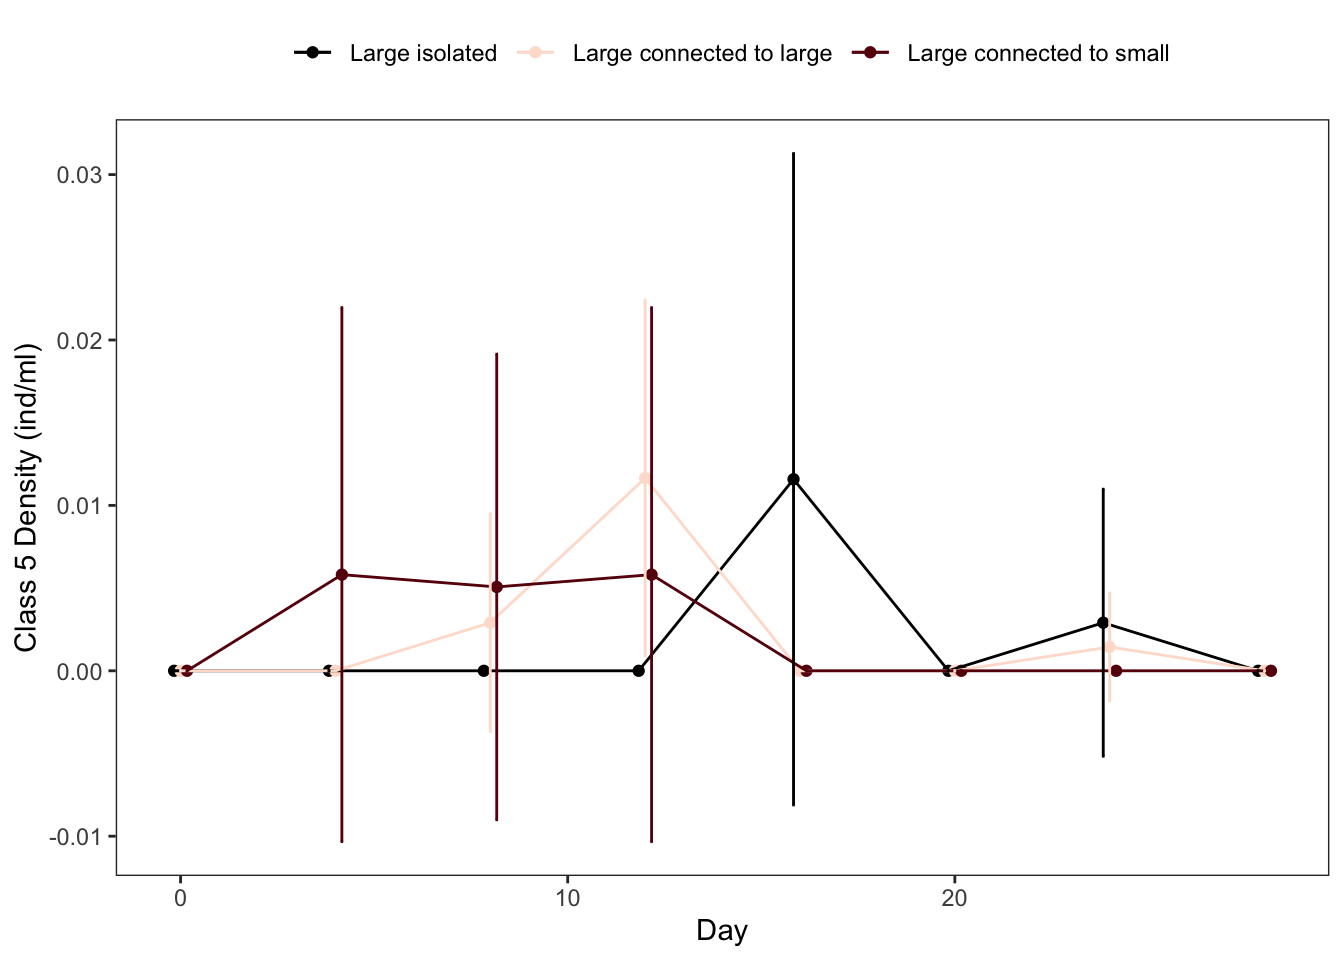 Large isolated Large connected to large Large connected to small
0.03
0.02
0.01
0.00
-0.01
Class 5 Density (ind/ml)
0 10 20
Day